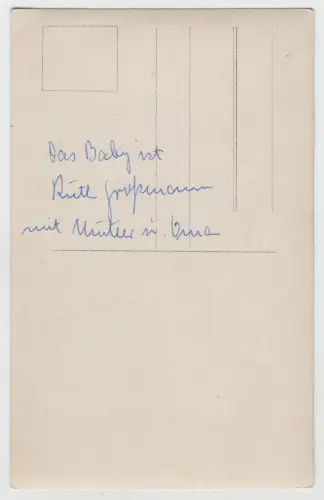 Das Baby ist
Ruth Großmann
mit Mutter u. Oma